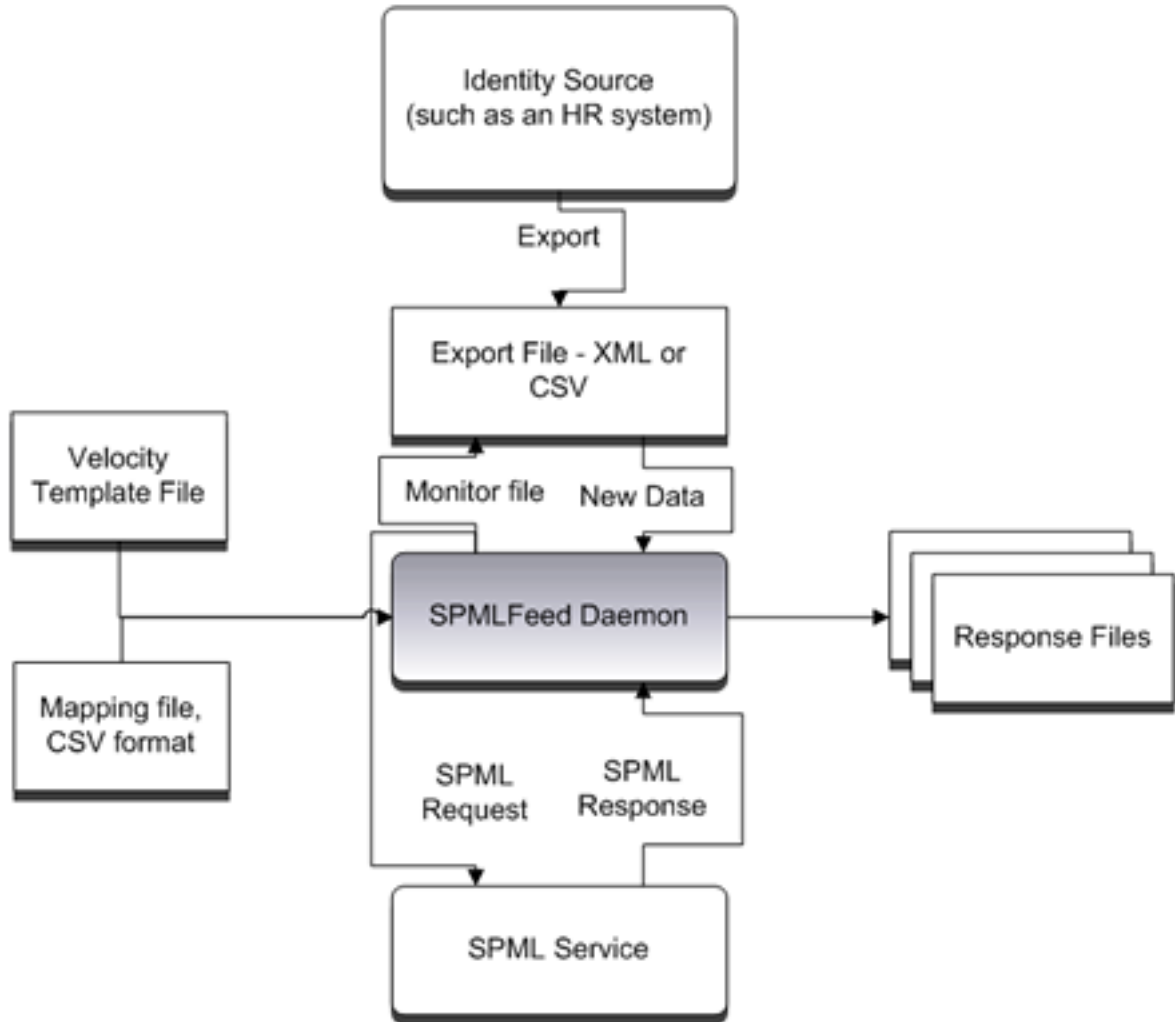 Identity Source
(such as an HR system)
Export
Export File - XML or
CSV
Velocity
Template File
Monitor file
New Data
SPMLFeed Daemon
Response Files
Mapping file,
CSV format
SPML
Request
SPML
Response
SPML Service